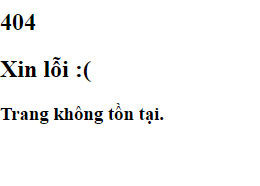 404
Xin lỗi :(
Trang không tồn tại.